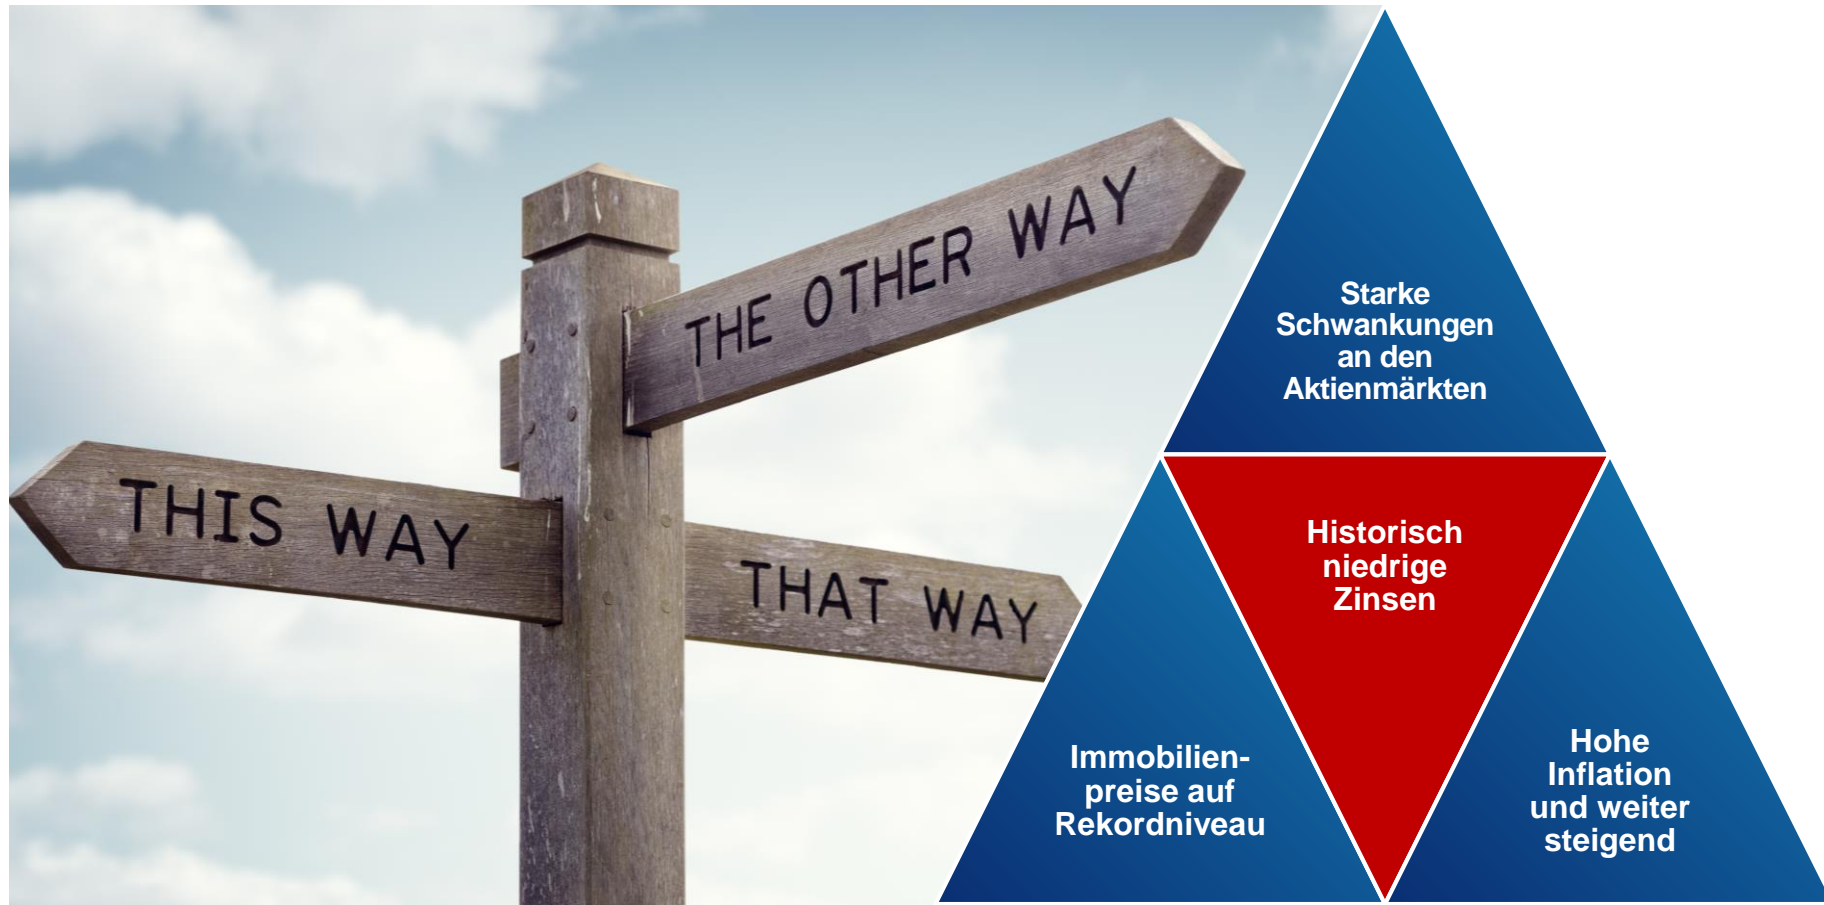 THE OTHER WAY
THIS WAY
THAT WAY
Starke
Schwankungen
an den
Aktienmärkten
Historisch
niedrige
Zinsen
Immobilien-
preise auf
Rekordniveau
Hohe
Inflation
und weiter
steigend